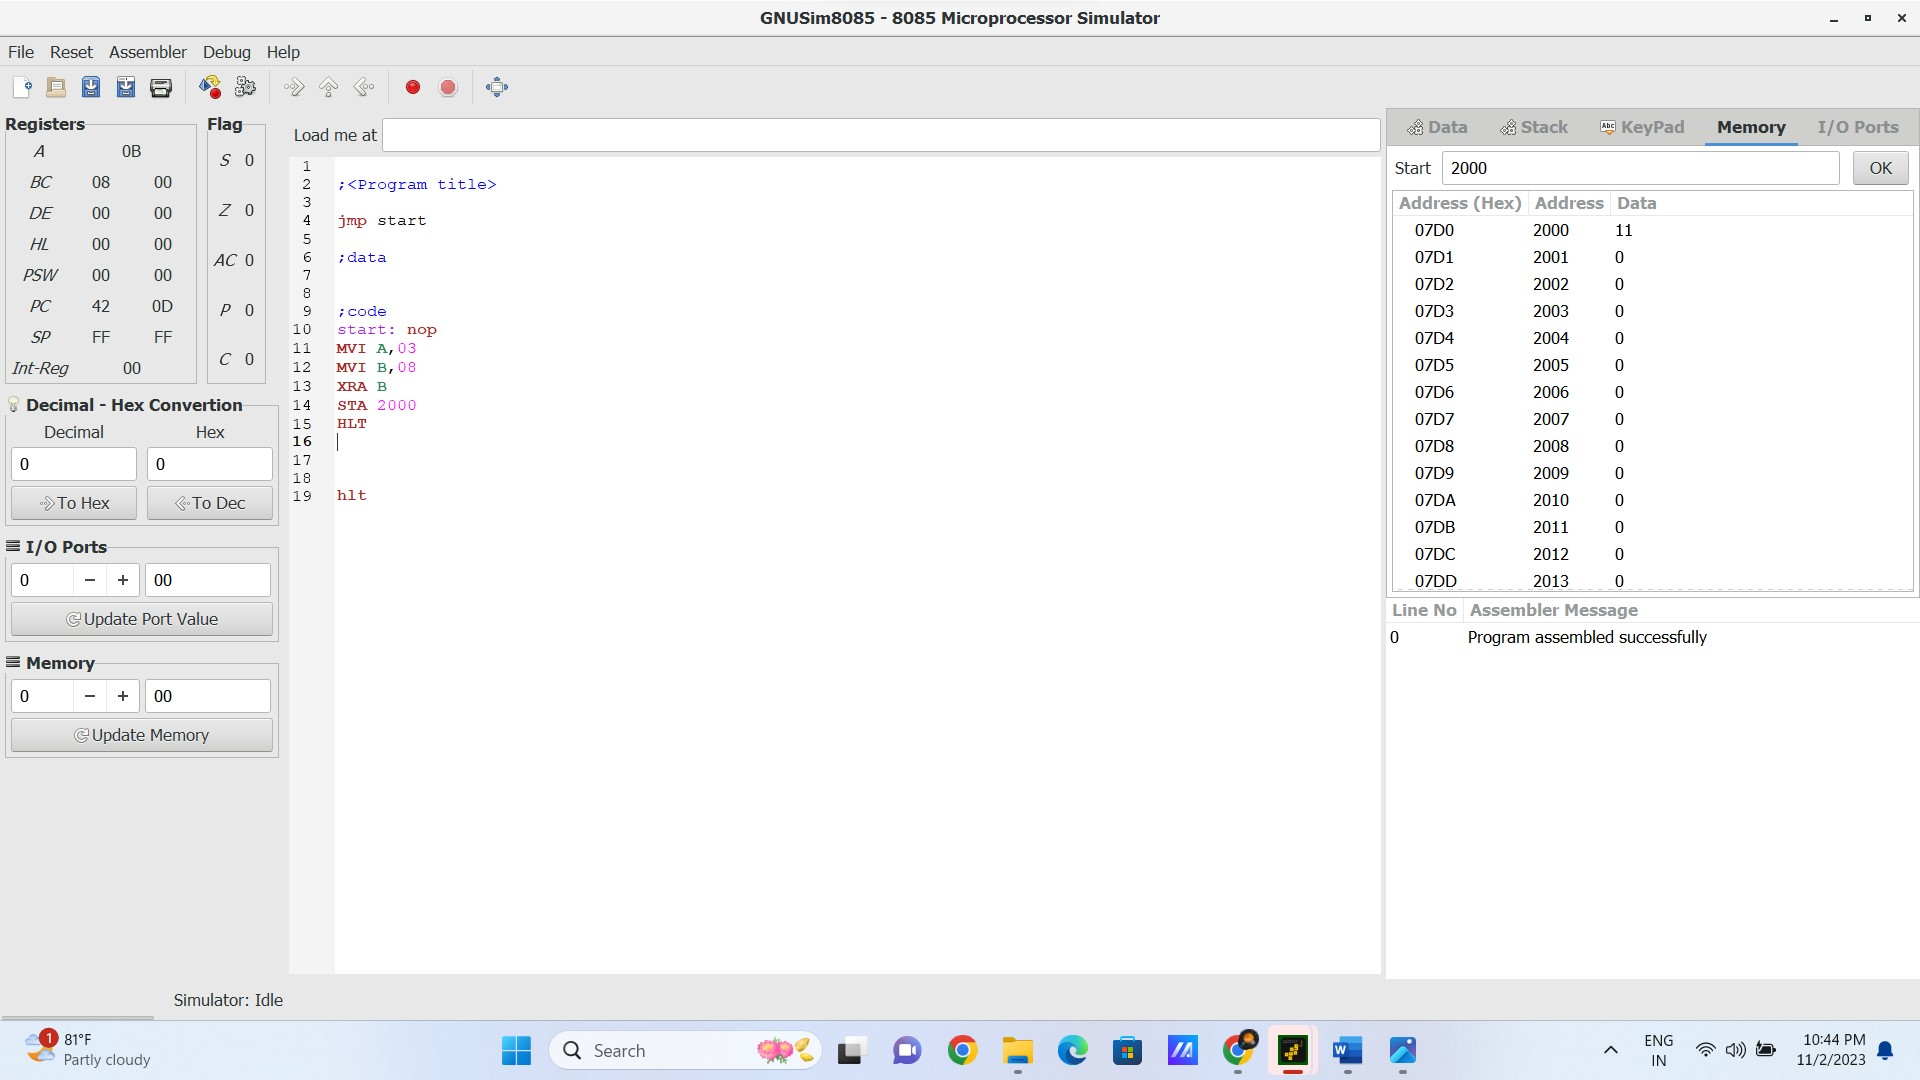 GNUSim8085 - 8085 Microprocessor Simulator
File Reset Assembler Debug Help
Registers
A 0B
BC 08 00
DE 00 00
HL 00 00
PSW 00 00
PC 42 0D
SP FF FF
Int-Reg 00
Flag
S 0
Z 0
AC 0
P 0
C 0
Decimal - Hex Convertion
Decimal Hex
0 0
To Hex To Dec
I/O Ports
0 − + 00
Update Port Value
Memory
0 − + 00
Update Memory
Load me at
1
2 ;<Program title>
3
4 jmp start
5
6 ;data
7
8
9 ;code
10 start: nop
11 MVI A,03
12 MVI B,08
13 XRA B
14 STA 2000
15 HLT
16
17
18
19 hlt
Data Stack Abc KeyPad Memory I/O Ports
Start 2000 OK
Address (Hex) Address Data
07D0 2000 11
07D1 2001 0
07D2 2002 0
07D3 2003 0
07D4 2004 0
07D5 2005 0
07D6 2006 0
07D7 2007 0
07D8 2008 0
07D9 2009 0
07DA 2010 0
07DB 2011 0
07DC 2012 0
07DD 2013 0
Line No Assembler Message
0 Program assembled successfully
Simulator: Idle
1 81°F
Partly cloudy
Search
W
ENG
IN
10:44 PM
11/2/2023